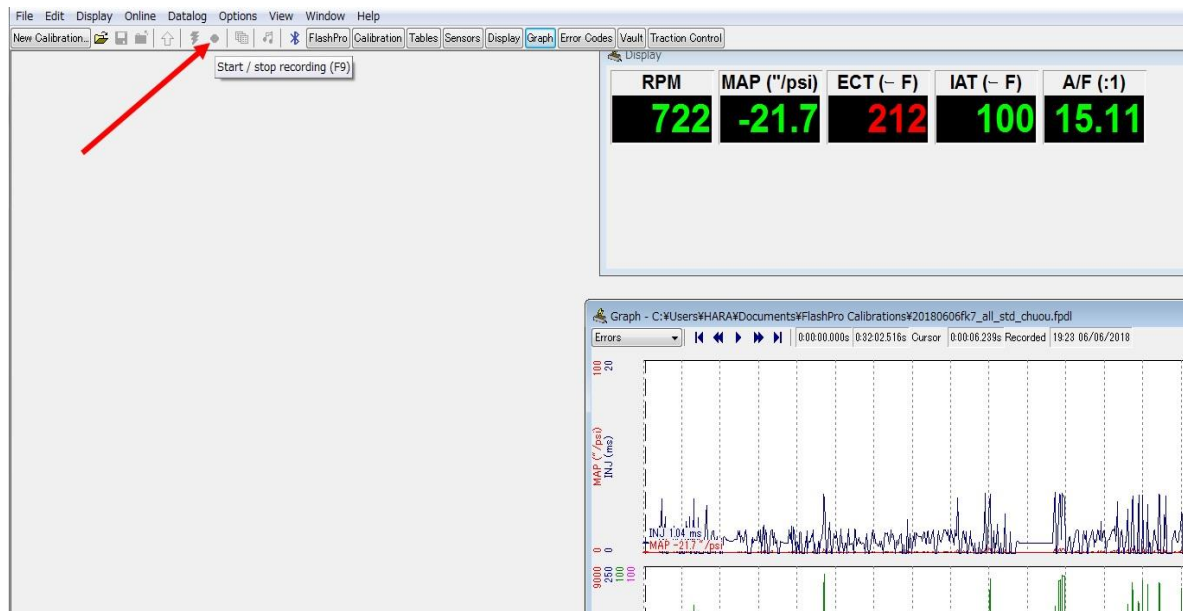 File Edit Display Online Datalog Options View Window Help
New Calibration... FlashPro Calibration Tables Sensors Display Graph Error Codes Vault Traction Control
Start / stop recording (F9)
Display
RPM MAP ("/psi) ECT (– F) IAT (– F) A/F (:1)
722 -21.7 212 100 15.11
Graph - C:¥Users¥HARA¥Documents¥FlashPro Calibrations¥20180606fk7_all_std_chuou.fpdl
Errors 0:00:00.000s 0:32:02.516s Cursor 0:00:06.239s Recorded 19:23 06/06/2018
100 20
MAP ("/psi)
INJ (ms)
INJ 1.04 ms
MAP -21.7 "/psi
0 0
9000 250 100 100